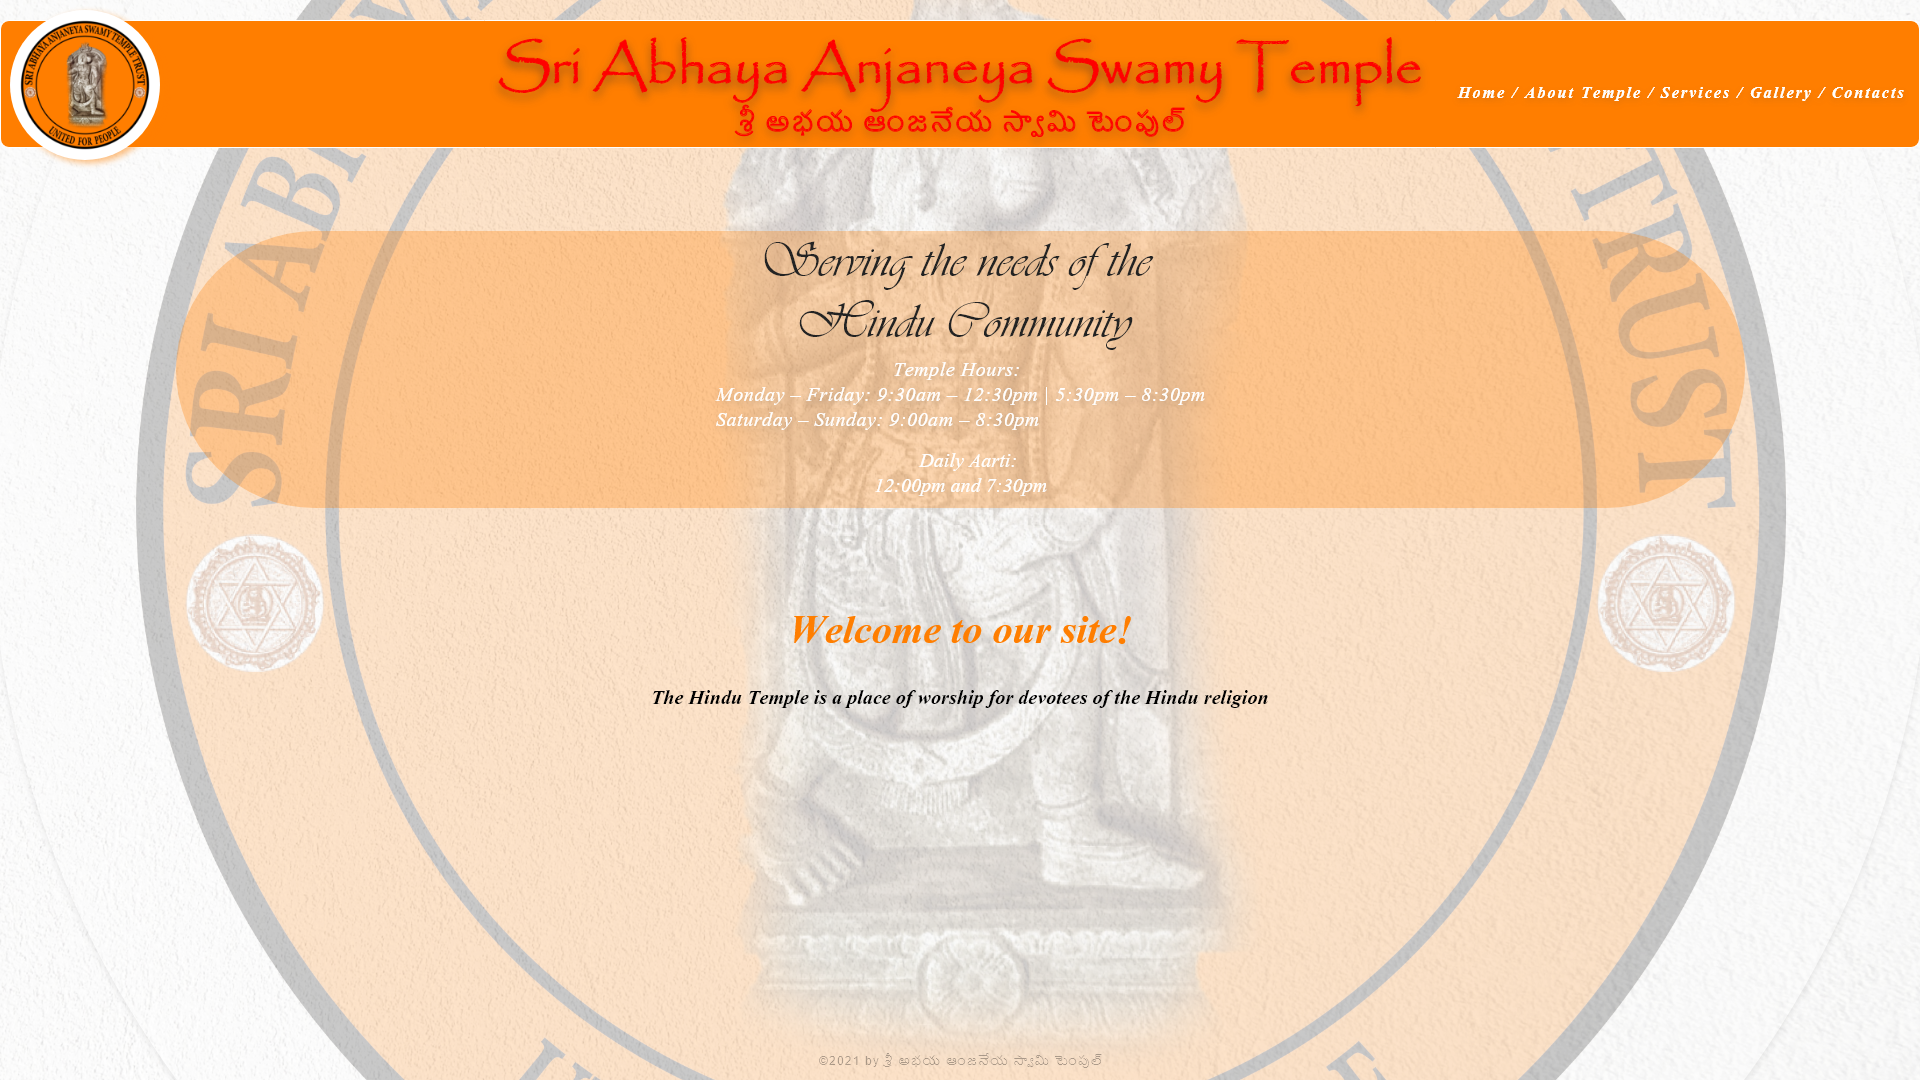 SRI ABHAYA ANJANEYA SWAMY TEMPLE TRUST
UNITED FOR PEOPLE
Sri Abhaya Anjaneya Swamy Temple
శ్రీ అభయ ఆంజనేయ స్వామి టెంపుల్
Home / About Temple / Services / Gallery / Contacts
SRI AB
TRUST
Serving the needs of the
Hindu Community
Temple Hours:
Monday – Friday: 9:30am – 12:30pm | 5:30pm – 8:30pm
Saturday – Sunday: 9:00am – 8:30pm
Daily Aarti:
12:00pm and 7:30pm
Welcome to our site!
The Hindu Temple is a place of worship for devotees of the Hindu religion
©2021 by శ్రీ అభయ ఆంజనేయ స్వామి టెంపుల్